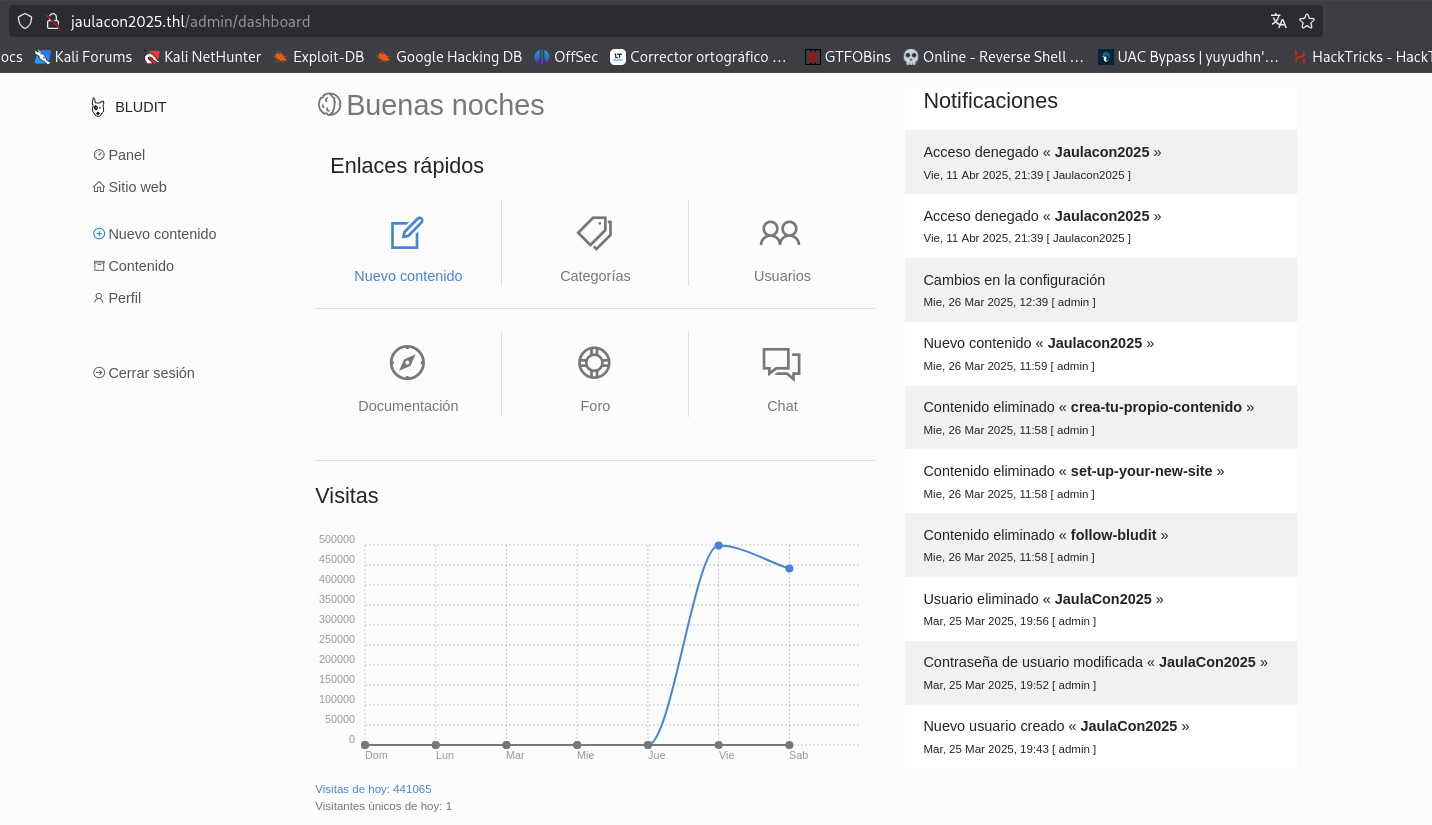 jaulacon2025.thl/admin/dashboard
ocs Kali Forums Kali NetHunter Exploit-DB Google Hacking DB OffSec Corrector ortográfico ... GTFOBins Online - Reverse Shell ... UAC Bypass | yuyudhn'... HackTricks - HackT
BLUDIT
Panel
Sitio web
Nuevo contenido
Contenido
Perfil
Cerrar sesión
Buenas noches
Enlaces rápidos
Nuevo contenido
Categorías
Usuarios
Documentación
Foro
Chat
Visitas
500000
450000
400000
350000
300000
250000
200000
150000
100000
50000
0
Dom Lun Mar Mie Jue Vie Sab
Visitas de hoy: 441065
Visitantes únicos de hoy: 1
Notificaciones
Acceso denegado « Jaulacon2025 »
Vie, 11 Abr 2025, 21:39 [ Jaulacon2025 ]
Acceso denegado « Jaulacon2025 »
Vie, 11 Abr 2025, 21:39 [ Jaulacon2025 ]
Cambios en la configuración
Mie, 26 Mar 2025, 12:39 [ admin ]
Nuevo contenido « Jaulacon2025 »
Mie, 26 Mar 2025, 11:59 [ admin ]
Contenido eliminado « crea-tu-propio-contenido »
Mie, 26 Mar 2025, 11:58 [ admin ]
Contenido eliminado « set-up-your-new-site »
Mie, 26 Mar 2025, 11:58 [ admin ]
Contenido eliminado « follow-bludit »
Mie, 26 Mar 2025, 11:58 [ admin ]
Usuario eliminado « JaulaCon2025 »
Mar, 25 Mar 2025, 19:56 [ admin ]
Contraseña de usuario modificada « JaulaCon2025 »
Mar, 25 Mar 2025, 19:52 [ admin ]
Nuevo usuario creado « JaulaCon2025 »
Mar, 25 Mar 2025, 19:43 [ admin ]